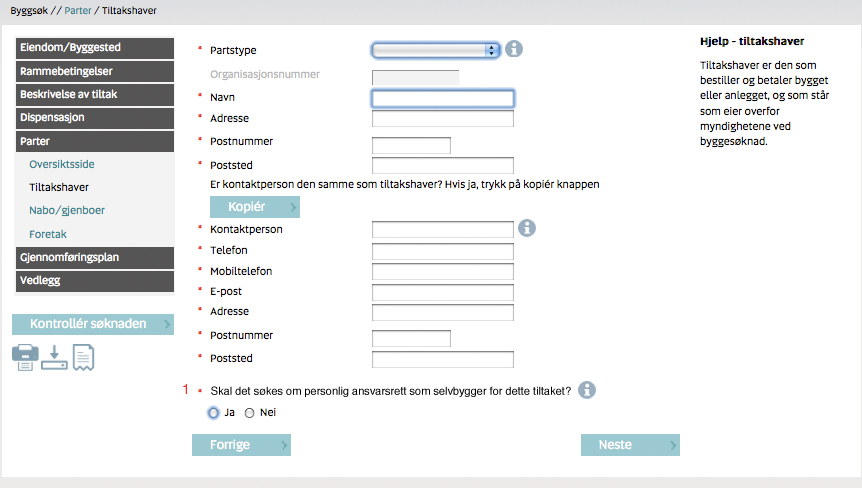 Byggsøk // Parter / Tiltakshaver
Eiendom/Byggested
Rammebetingelser
Beskrivelse av tiltak
Dispensasjon
Parter
Oversiktsside
Tiltakshaver
Nabo/gjenboer
Foretak
Gjennomføringsplan
Vedlegg
Kontrollér søknaden
* Partstype
Organisasjonsnummer
* Navn
* Adresse
* Postnummer
* Poststed
Er kontaktperson den samme som tiltakshaver? Hvis ja, trykk på kopiér knappen
Kopiér
* Kontaktperson
* Telefon
* Mobiltelefon
* E-post
* Adresse
* Postnummer
* Poststed
1 * Skal det søkes om personlig ansvarsrett som selvbygger for dette tiltaket?
Ja Nei
Forrige
Neste
Hjelp - tiltakshaver
Tiltakshaver er den som
bestiller og betaler bygget
eller anlegget, og som står
som eier overfor
myndighetene ved
byggesøknad.